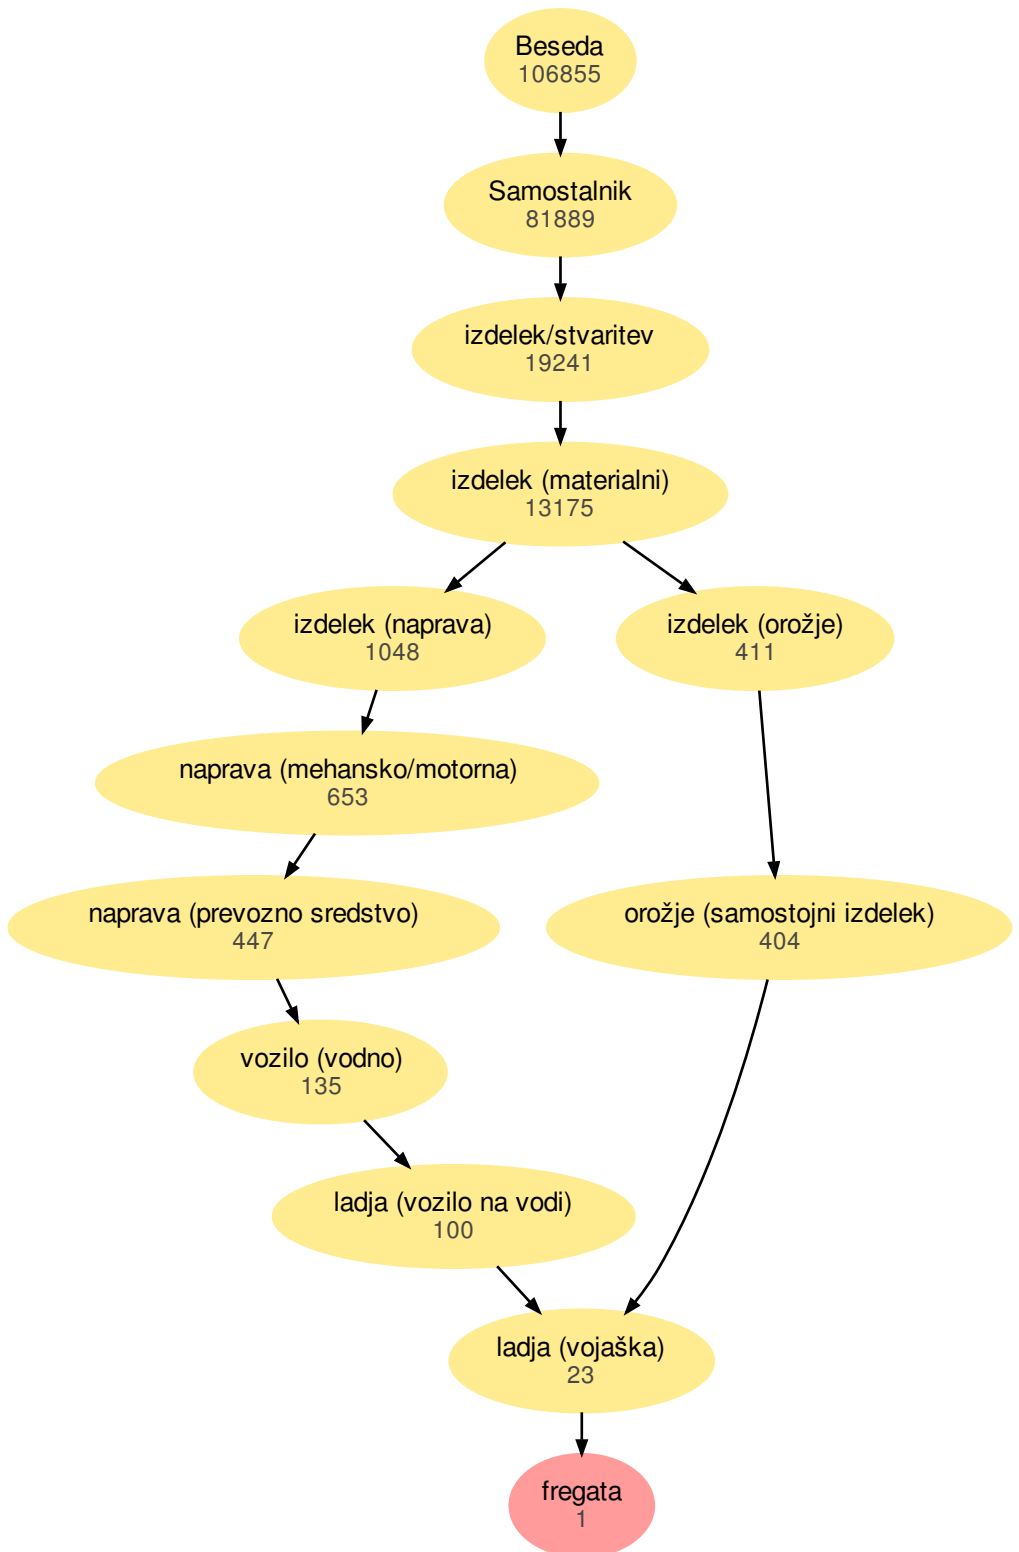 Beseda
106855
Samostalnik
81889
izdelek/stvaritev
19241
izdelek (materialni)
13175
izdelek (naprava)
1048
izdelek (orožje)
411
naprava (mehansko/motorna)
653
naprava (prevozno sredstvo)
447
orožje (samostojni izdelek)
404
vozilo (vodno)
135
ladja (vozilo na vodi)
100
ladja (vojaška)
23
fregata
1